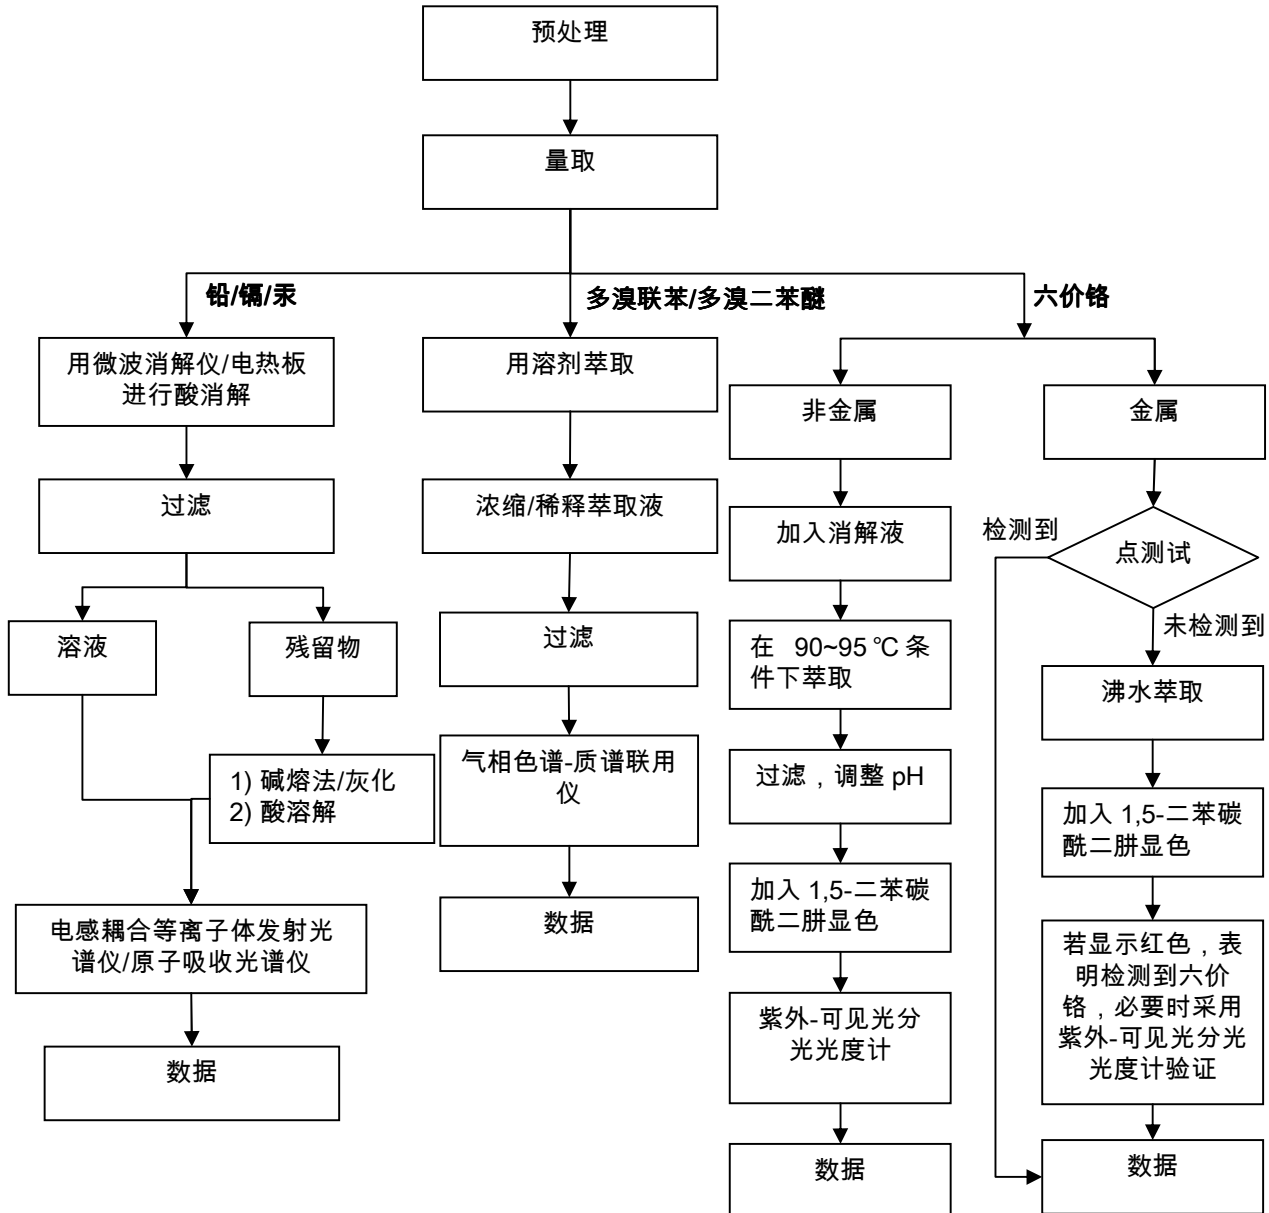 预处理
量取
铅/镉/汞
多溴联苯/多溴二苯醚
六价铬
用微波消解仪/电热板
进行酸消解
过滤
溶液
残留物
1) 碱熔法/灰化
2) 酸溶解
电感耦合等离子体发射光
谱仪/原子吸收光谱仪
数据
用溶剂萃取
浓缩/稀释萃取液
过滤
气相色谱-质谱联用
仪
数据
非金属
加入消解液
在 90~95 ℃ 条
件下萃取
过滤，调整 pH
加入 1,5-二苯碳
酰二肼显色
紫外-可见光分
光光度计
数据
金属
点测试
检测到
未检测到
沸水萃取
加入 1,5-二苯碳
酰二肼显色
若显示红色，表
明检测到六价
铬，必要时采用
紫外-可见光分光
光度计验证
数据